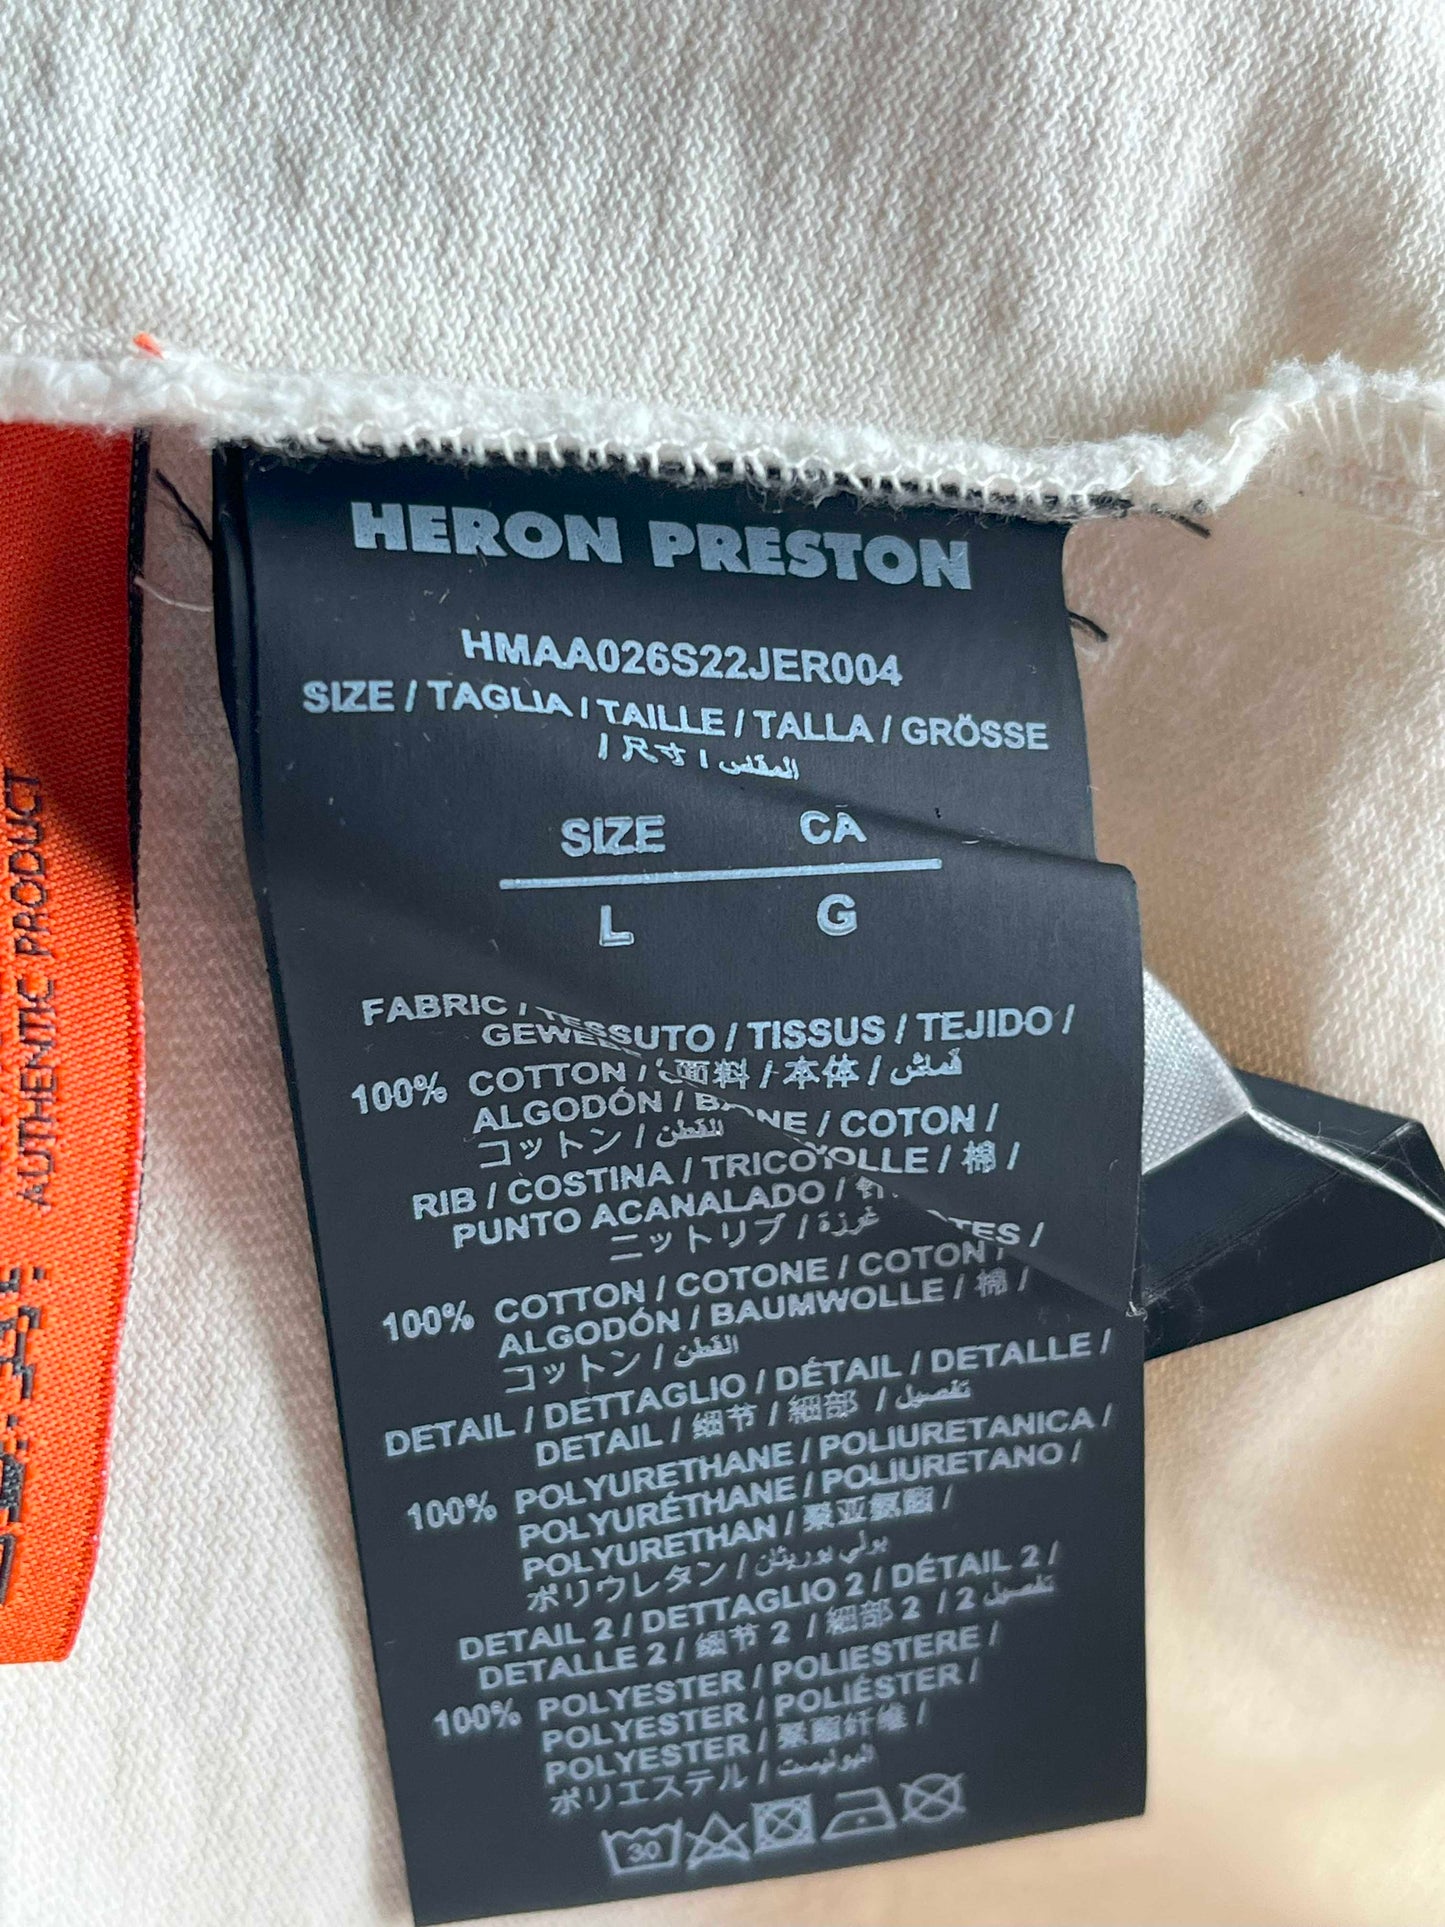 HERON PRESTON
HMAA026S22JER004
SIZE / TAGLIA / TAILLE / TALLA / GRÖSSE
/ 尺寸 / المقاس
SIZE CA
L G
FABRIC / TESSUTO / TISSUS / TEJIDO /
GEWEBE 面料 / 本体 / قماش
100% COTTON / COTON /
ALGODÓN /
コットン / القطن
RIB / COSTINA / TRICOT
PUNTO ACANALADO /
棉 /
ニットリブ / غرزة
100% COTTON / COTONE / COTON /
ALGODÓN / BAUMWOLLE / 棉 /
コットン / القطن
DETAIL / DETTAGLIO / DÉTAIL / DETALLE /
DETAIL / 细节 / 細部 / تفصيل
100% POLYURETHANE / POLIURETANICA /
POLYURÉTHANE / POLIURETANO /
POLYURETHAN / 聚亚氨酯 /
ポリウレタン / بولي يوريثان
DETAIL 2 / DETTAGLIO 2 / DÉTAIL 2 /
DETALLE 2 / 细节 2 / 細部 2 / تفصيل 2
100% POLYESTER / POLIESTERE /
POLYESTER / POLIÉSTER /
POLYESTER / 聚酯纤维 /
ポリエステル / البوليستر
30
AUTHENTIC PRODUCT